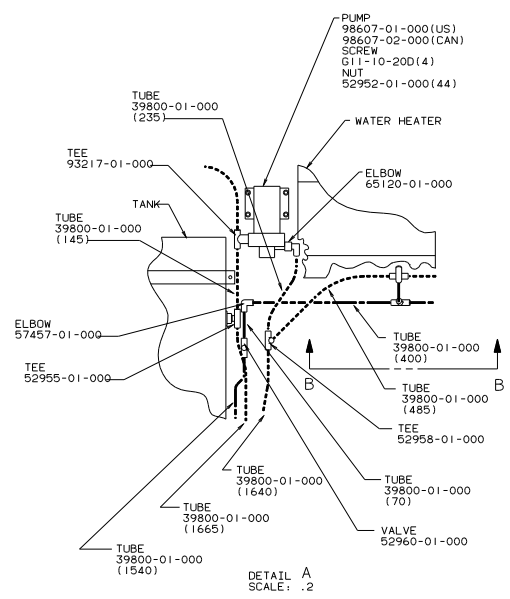 PUMP
98607-01-000(US)
98607-02-000(CAN)
SCREW
G11-10-20D(4)
NUT
52952-01-000(44)
TUBE
39800-01-000
(235)
WATER HEATER
TEE
93217-01-000
ELBOW
65120-01-000
TANK
TUBE
39800-01-000
(145)
ELBOW
57457-01-000
TEE
52955-01-000
TUBE
39800-01-000
(400)
B
B
TUBE
39800-01-000
(485)
TEE
52958-01-000
TUBE
39800-01-000
(1640)
TUBE
39800-01-000
(70)
TUBE
39800-01-000
(1665)
VALVE
52960-01-000
TUBE
39800-01-000
(1540)
DETAIL A
SCALE: .2